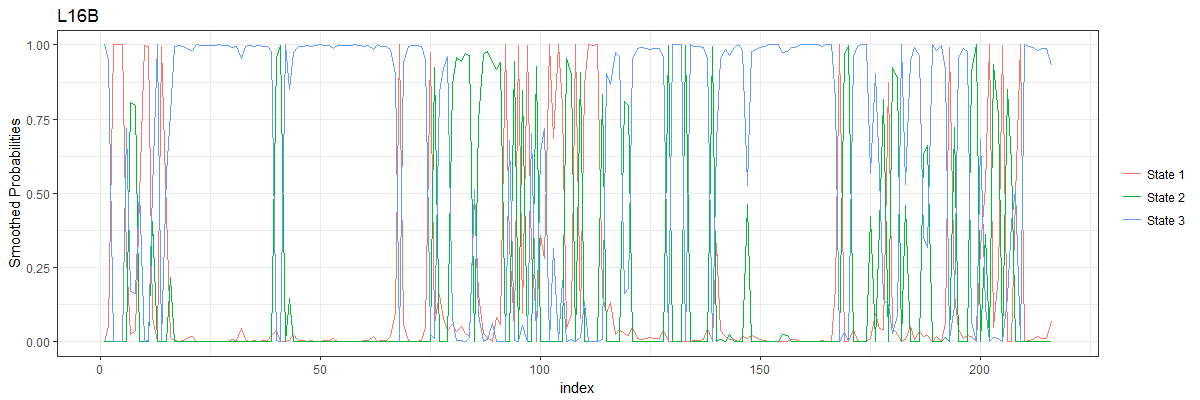 L16B
Smoothed Probabilities
1.00
0.75
0.50
0.25
0.00
0
50
100
150
200
index
State 1
State 2
State 3